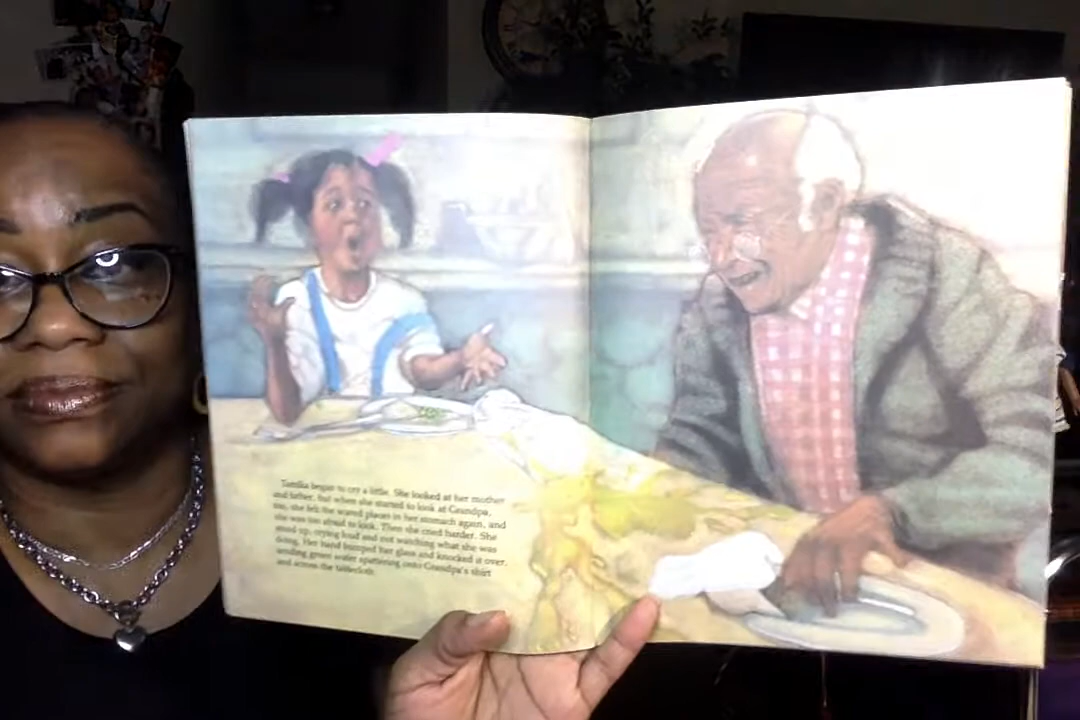 Tamika began to cry a little. She looked at her mother
and father, but when she started to look at Grandpa,
too, she felt the scared places in her stomach again, and
she was too afraid to look. Then she cried harder. She
stood up, crying loud and not watching what she was
doing. Her hand bumped her glass and knocked it over,
sending green water spattering onto Grandpa's shirt
and across the tablecloth.